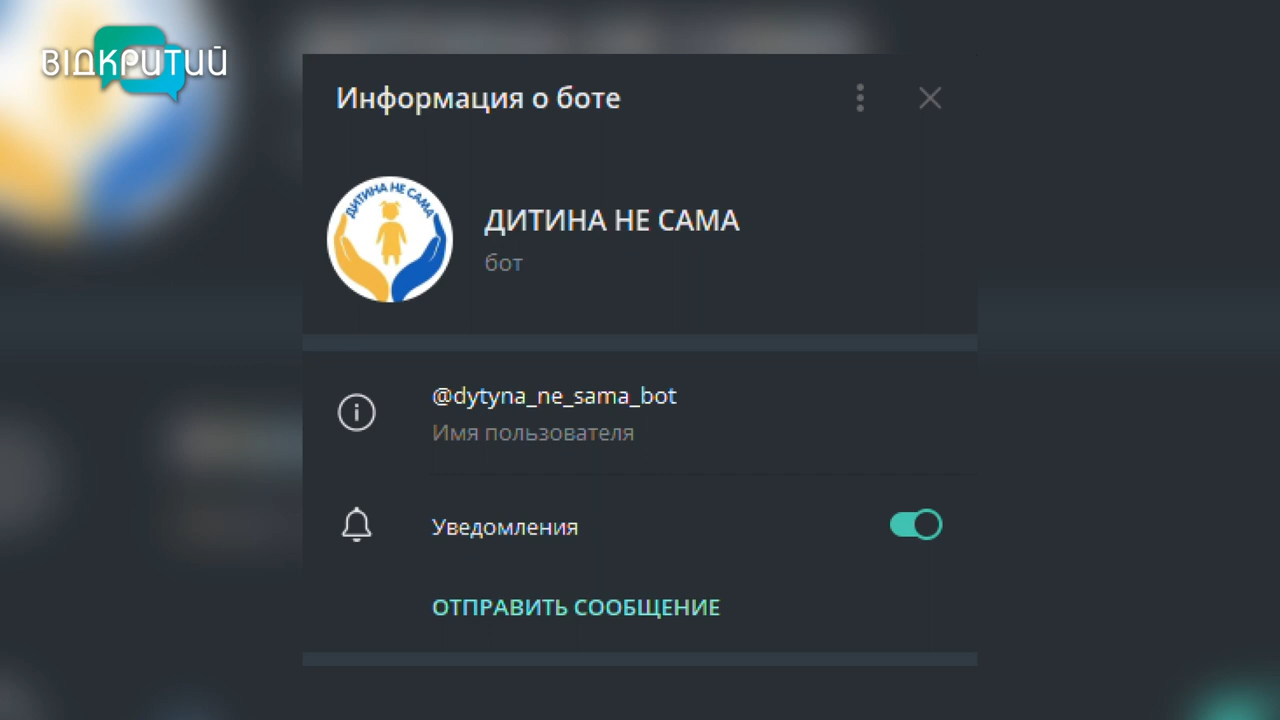 ВІДКРИТИЙ
Информация о боте
ДИТИНА НЕ САМА
ДИТИНА НЕ САМА
бот
@dytyna_ne_sama_bot
Имя пользователя
Уведомления
ОТПРАВИТЬ СООБЩЕНИЕ